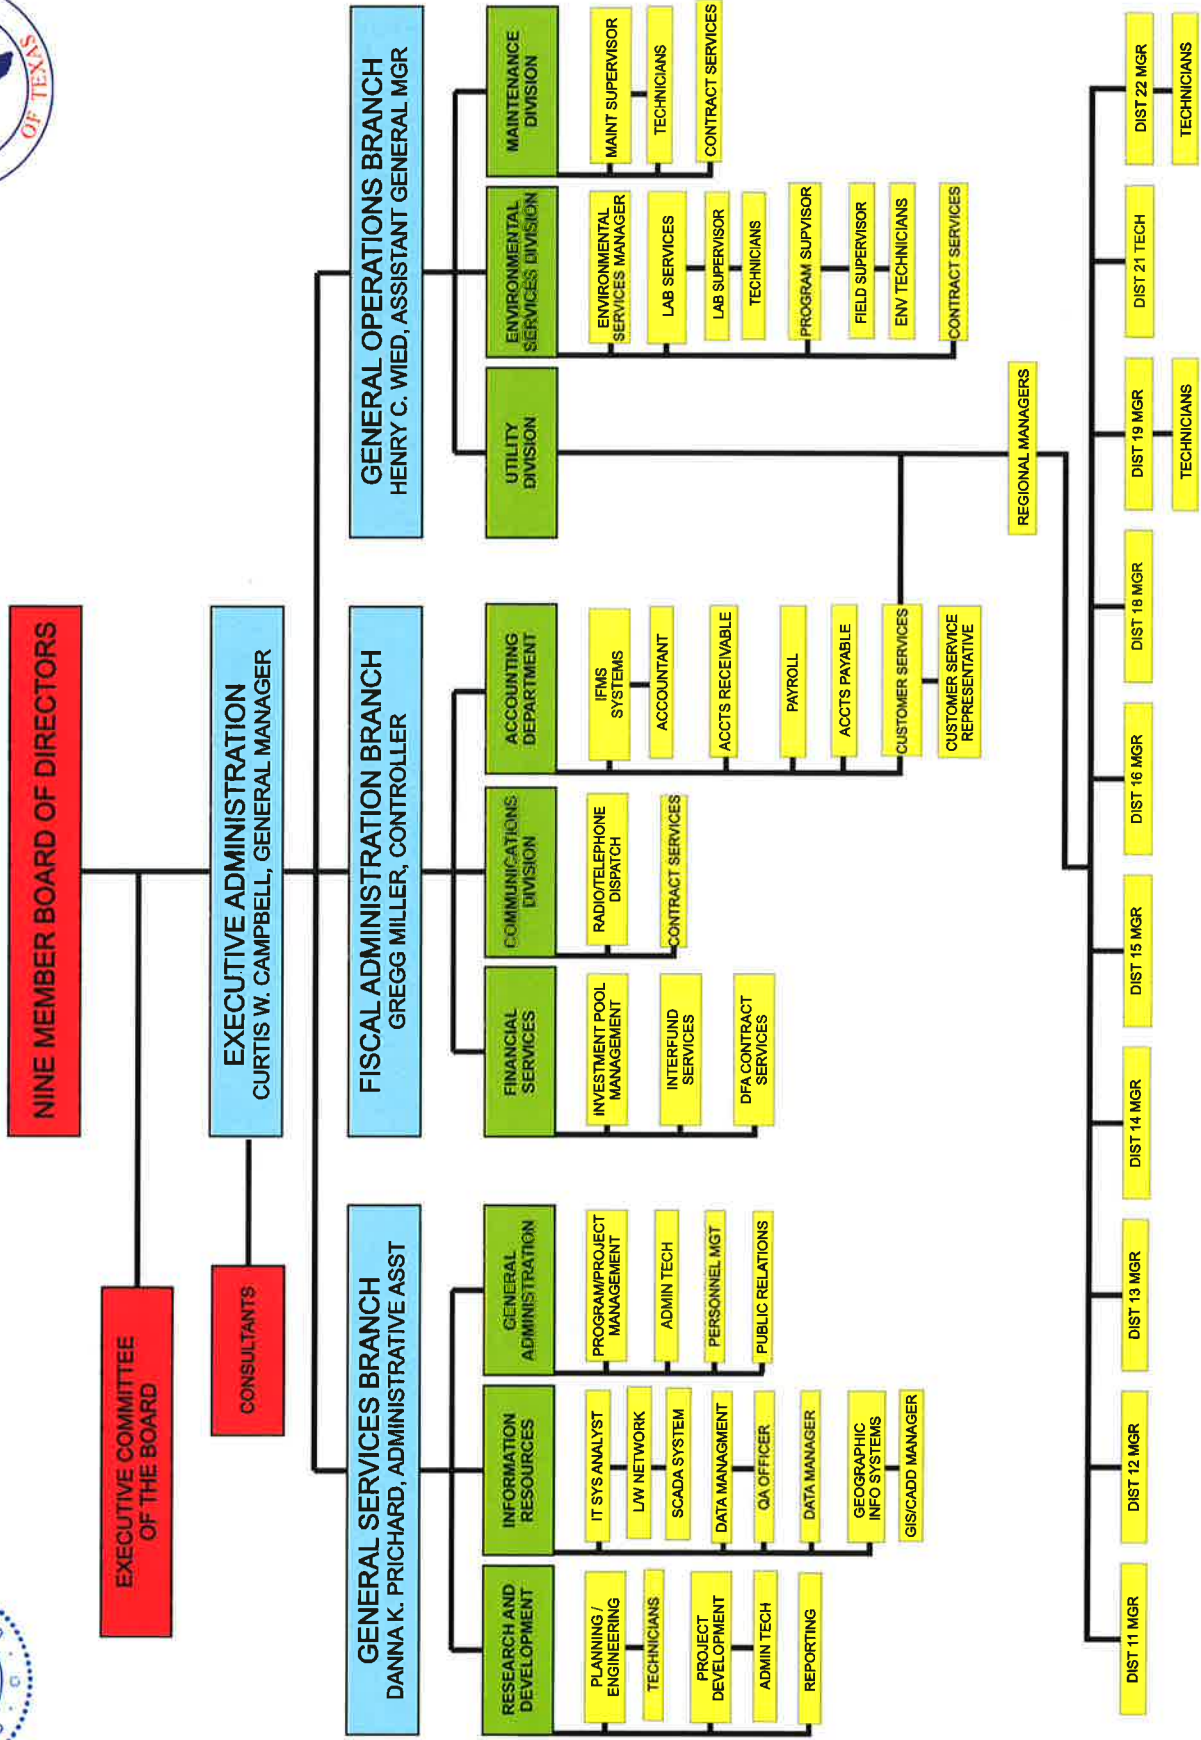 OF TEXAS
NINE MEMBER BOARD OF DIRECTORS
EXECUTIVE COMMITTEE
OF THE BOARD
EXECUTIVE ADMINISTRATION
CURTIS W. CAMPBELL, GENERAL MANAGER
CONSULTANTS
GENERAL SERVICES BRANCH
DANNA K. PRICHARD, ADMINISTRATIVE ASST
FISCAL ADMINISTRATION BRANCH
GREGG MILLER, CONTROLLER
GENERAL OPERATIONS BRANCH
HENRY C. WIED, ASSISTANT GENERAL MGR
RESEARCH AND
DEVELOPMENT
PLANNING /
ENGINEERING
TECHNICIANS
PROJECT
DEVELOPMENT
ADMIN TECH
REPORTING
INFORMATION
RESOURCES
IT SYS ANALYST
L/W NETWORK
SCADA SYSTEM
DATA MANAGMENT
QA OFFICER
DATA MANAGER
GEOGRAPHIC
INFO SYSTEMS
GIS/CADD MANAGER
GENERAL
ADMINISTRATION
PROGRAM/PROJECT
MANAGEMENT
ADMIN TECH
PERSONNEL MGT
PUBLIC RELATIONS
FINANCIAL
SERVICES
INVESTMENT POOL
MANAGEMENT
INTERFUND
SERVICES
DFA CONTRACT
SERVICES
COMMUNICATIONS
DIVISION
RADIO/TELEPHONE
DISPATCH
CONTRACT SERVICES
ACCOUNTING
DEPARTMENT
IFMS
SYSTEMS
ACCOUNTANT
ACCTS RECEIVABLE
PAYROLL
ACCTS PAYABLE
CUSTOMER SERVICES
CUSTOMER SERVICE
REPRESENTATIVE
UTILITY
DIVISION
REGIONAL MANAGERS
ENVIRONMENTAL
SERVICES DIVISION
ENVIRONMENTAL
SERVICES MANAGER
LAB SERVICES
LAB SUPERVISOR
TECHNICIANS
PROGRAM SUPVISOR
FIELD SUPERVISOR
ENV TECHNICIANS
CONTRACT SERVICES
MAINTENANCE
DIVISION
MAINT SUPERVISOR
TECHNICIANS
CONTRACT SERVICES
DIST 11 MGR
DIST 12 MGR
DIST 13 MGR
DIST 14 MGR
DIST 15 MGR
DIST 16 MGR
DIST 18 MGR
DIST 19 MGR
TECHNICIANS
DIST 21 TECH
DIST 22 MGR
TECHNICIANS